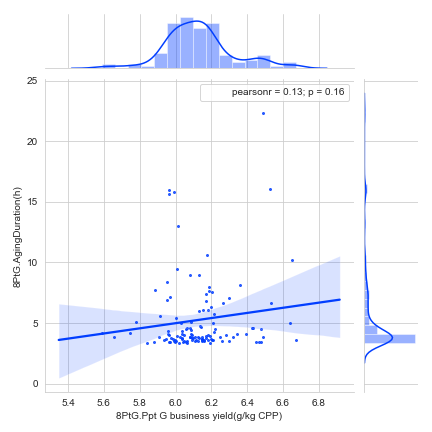 pearsonr = 0.13; p = 0.16
25
20
15
10
5
0
8PtG.AgingDuration(h)
5.4 5.6 5.8 6.0 6.2 6.4 6.6 6.8
8PtG.Ppt G business yield(g/kg CPP)